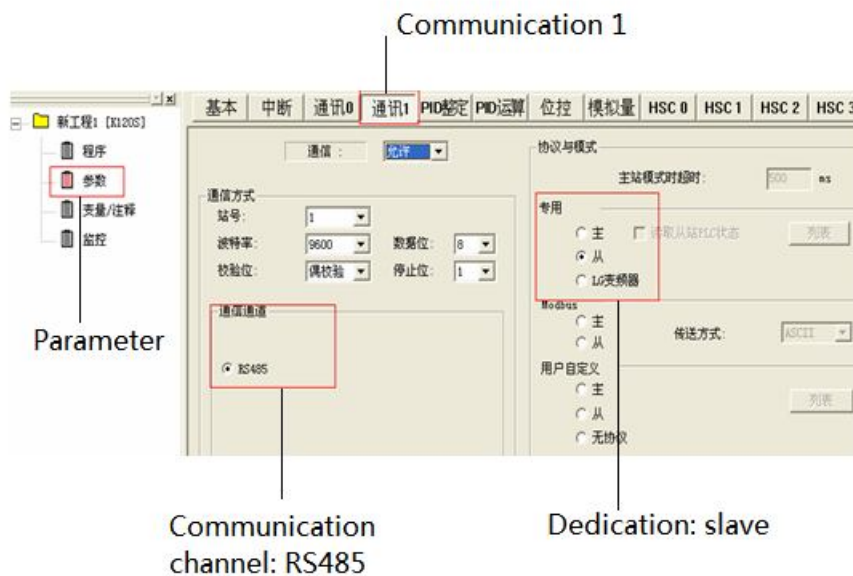 Communication 1
基本 中断 通讯0 通讯1 PID整定 PID运算 位控 模拟量 HSC 0 HSC 1 HSC 2 HSC 3
新工程1 [K120S]
程序
参数
变量/注释
监控
Parameter
通信： 允许
通信方式
站号： 1
波特率： 9600 数据位： 8
校验位： 偶校验 停止位： 1
通信通道
RS485
协议与模式
主站模式时超时： 500 ms
专用
主 读取从站PLC状态 列表
从
LG变频器
Modbus
主
从
传送方式： ASCII
用户自定义
主
从
无协议
列表
Communication
channel: RS485
Dedication: slave